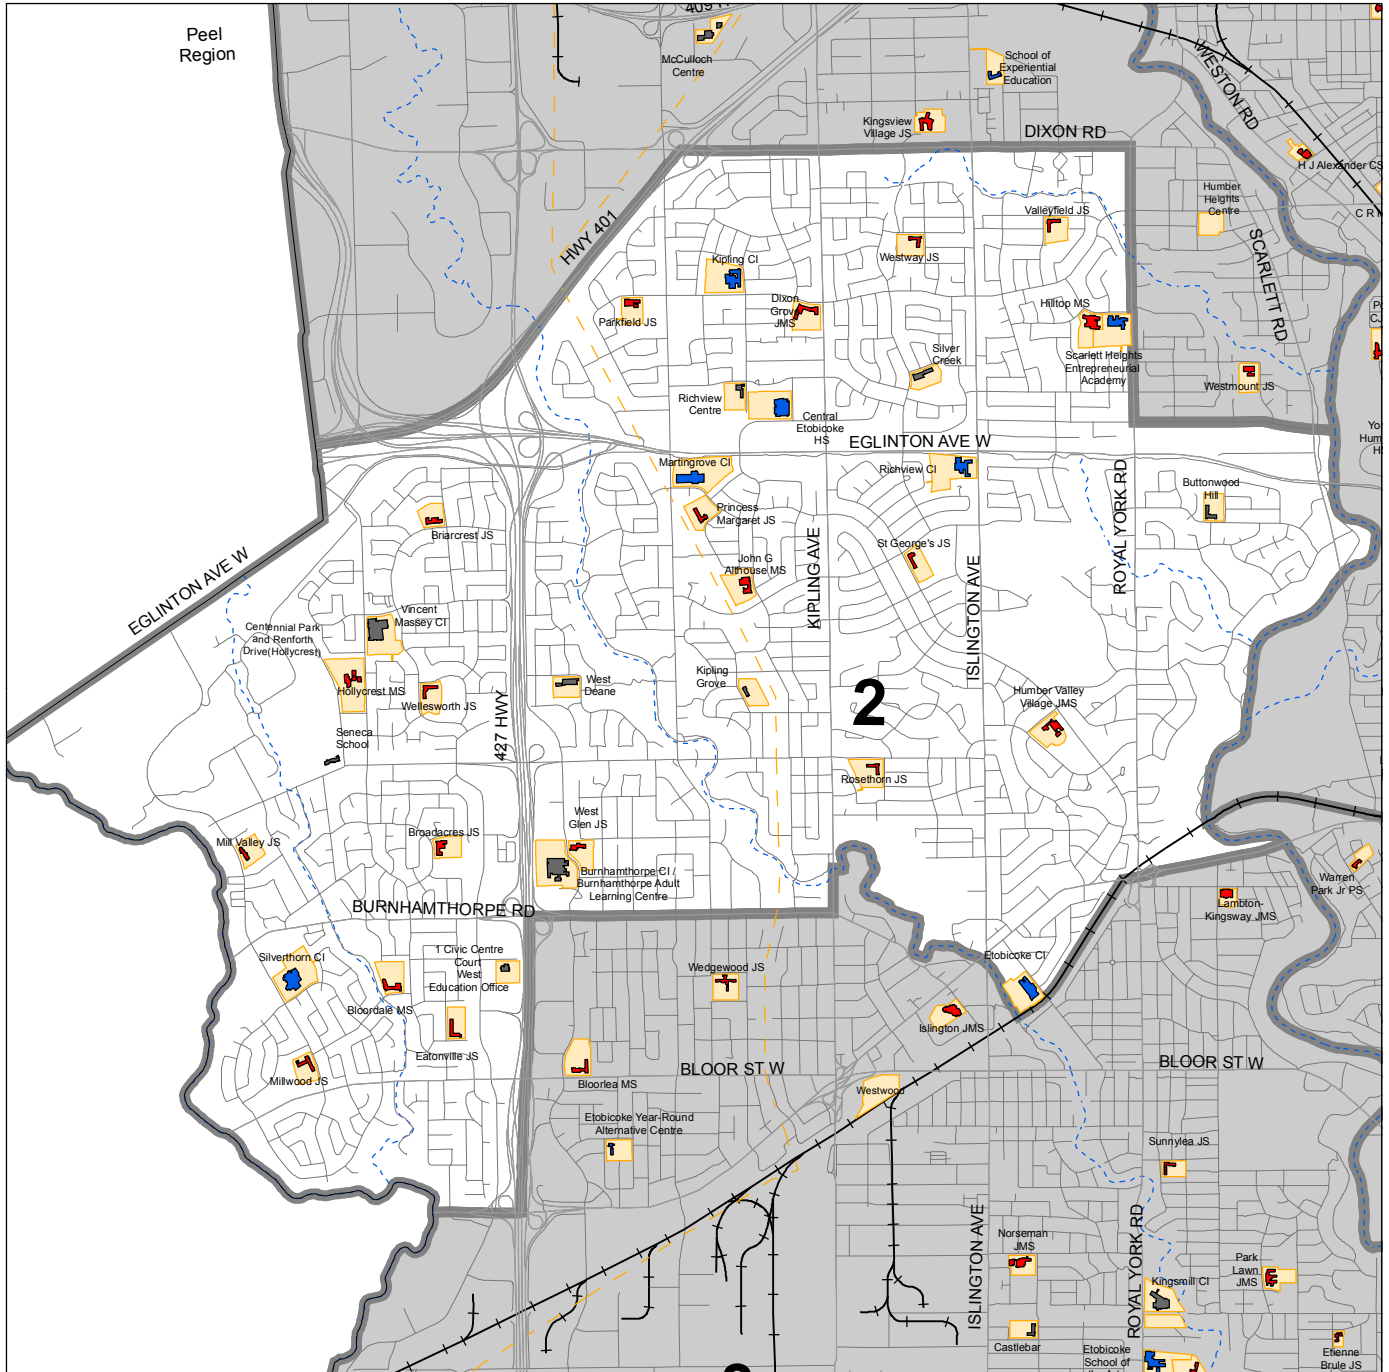 409 H
Peel
Region
McCulloch
Centre
School of
Experiential
Education
WESTON RD
Kingsview
Village JS
DIXON RD
H J Alexander CS
Humber
Heights
Centre
HWY 401
Valleyfield JS
Westway JS
Kipling CI
SCARLETT RD
Dixon
Grove
JMS
Parkfield JS
Hilltop MS
Silver
Creek
Scarlett Heights
Entrepreneurial
Academy
Westmount JS
Richview
Centre
Central
Etobicoke
HS
EGLINTON AVE W
Martingrove CI
Richview CI
ROYAL YORK RD
Buttonwood
Hill
Princess
Margaret JS
Briarcrest JS
KIPLING AVE
St George's JS
John G
Althouse MS
ISLINGTON AVE
EGLINTON AVE W
Vincent
Massey CI
Centennial Park
and Renforth
Drive(Hollycrest)
Kipling
Grove
West
Deane
Hollycrest MS
Wellesworth JS
2
Humber Valley
Village JMS
427 HWY
Seneca
School
Rosethorn JS
West
Glen JS
Broadacres JS
Mill Valley JS
Burnhamthorpe CI /
Burnhamthorpe Adult
Learning Centre
Warren
Park Jr PS
Lambton-
Kingsway JMS
BURNHAMTHORPE RD
1 Civic Centre
Court
West
Education Office
Silverthorn CI
Etobicoke CI
Wedgewood JS
Bloordale MS
Islington JMS
Eatonville JS
BLOOR ST W
BLOOR ST W
Millwood JS
Bloorlea MS
Westwood
Etobicoke Year-Round
Alternative Centre
Sunnylea JS
ISLINGTON AVE
ROYAL YORK RD
Norseman
JMS
Park
Lawn
JMS
Kingsmill CI
Castlebar
Etobicoke
School of
Etienne
Brule JS